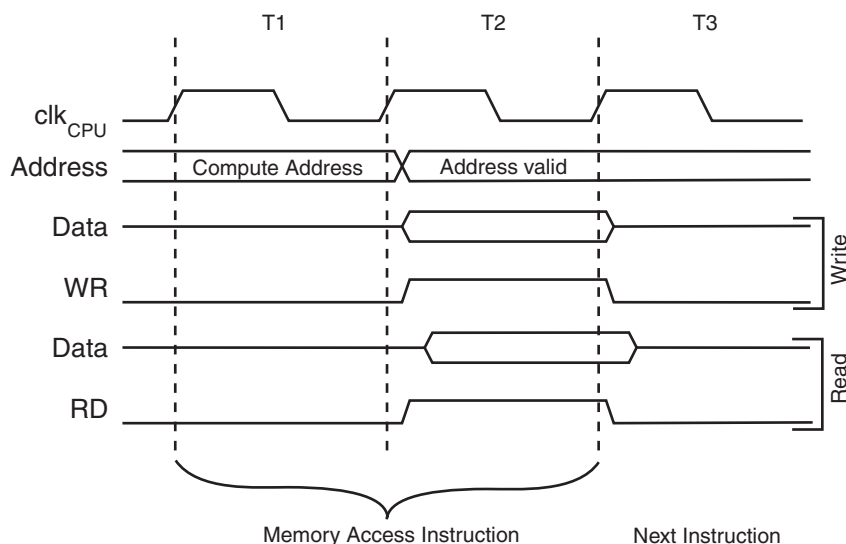 T1 T2 T3
clkCPU
Address Compute Address Address valid
Data
WR
Write
Data
RD
Read
Memory Access Instruction Next Instruction